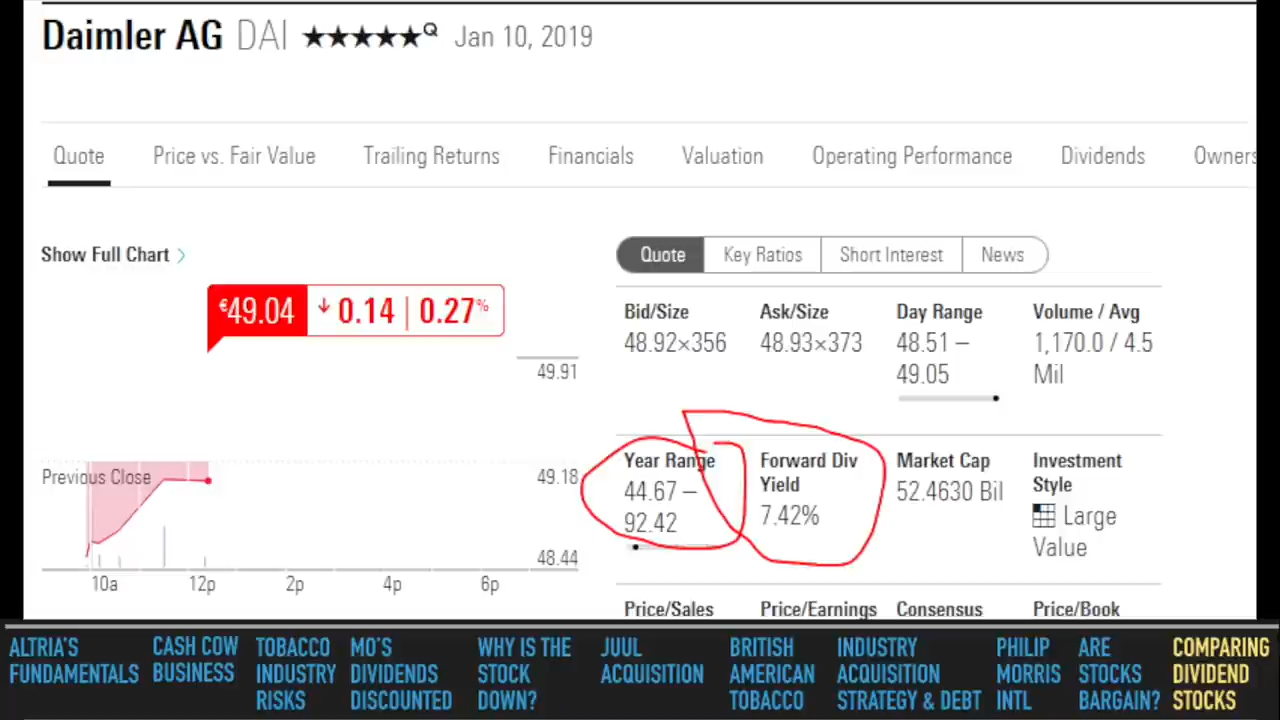 Daimler AG DAI ★★★★★Q Jan 10, 2019
Quote Price vs. Fair Value Trailing Returns Financials Valuation Operating Performance Dividends Owners
Show Full Chart >
€49.04 ↓ 0.14 | 0.27%
49.91
Previous Close
49.18
48.44
10a 12p 2p 4p 6p
Quote Key Ratios Short Interest News
Bid/Size Ask/Size Day Range Volume / Avg
48.92×356 48.93×373 48.51 – 1,170.0 / 4.5
49.05 Mil
Year Range Forward Div Market Cap Investment
Yield Style
44.67 – 52.4630 Bil
92.42 7.42% Large
Value
Price/Sales Price/Earnings Consensus Price/Book
ALTRIA'S CASH COW TOBACCO MO'S WHY IS THE JUUL BRITISH INDUSTRY PHILIP ARE COMPARING
FUNDAMENTALS BUSINESS INDUSTRY DIVIDENDS STOCK ACQUISITION AMERICAN ACQUISITION MORRIS STOCKS DIVIDEND
RISKS DISCOUNTED DOWN? TOBACCO STRATEGY & DEBT INTL BARGAIN? STOCKS